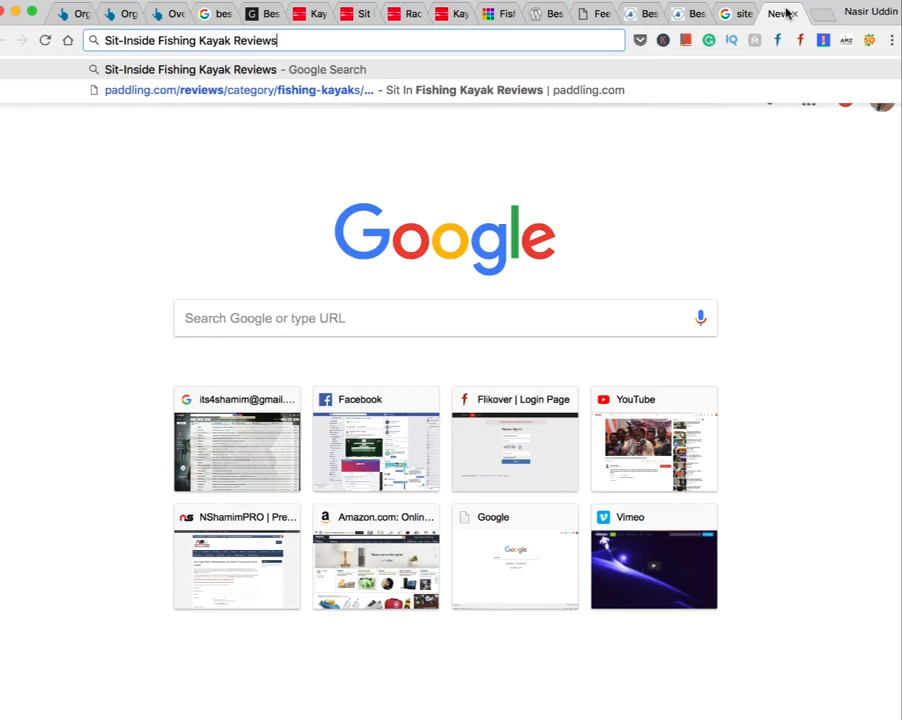 Org
Org
Ove
bes
Bes
Kay
Sit
Rac
Kay
Fish
Bes
Fee
Bes
Bes
site
New
Nasir Uddin
Sit-Inside Fishing Kayak Reviews
Sit-Inside Fishing Kayak Reviews - Google Search
paddling.com/reviews/category/fishing-kayaks/... - Sit In Fishing Kayak Reviews | paddling.com
Google
Search Google or type URL
its4shamim@gmail....
Facebook
Flikover | Login Page
YouTube
NShamimPRO | Pre...
Amazon.com: Onlin...
Google
Vimeo